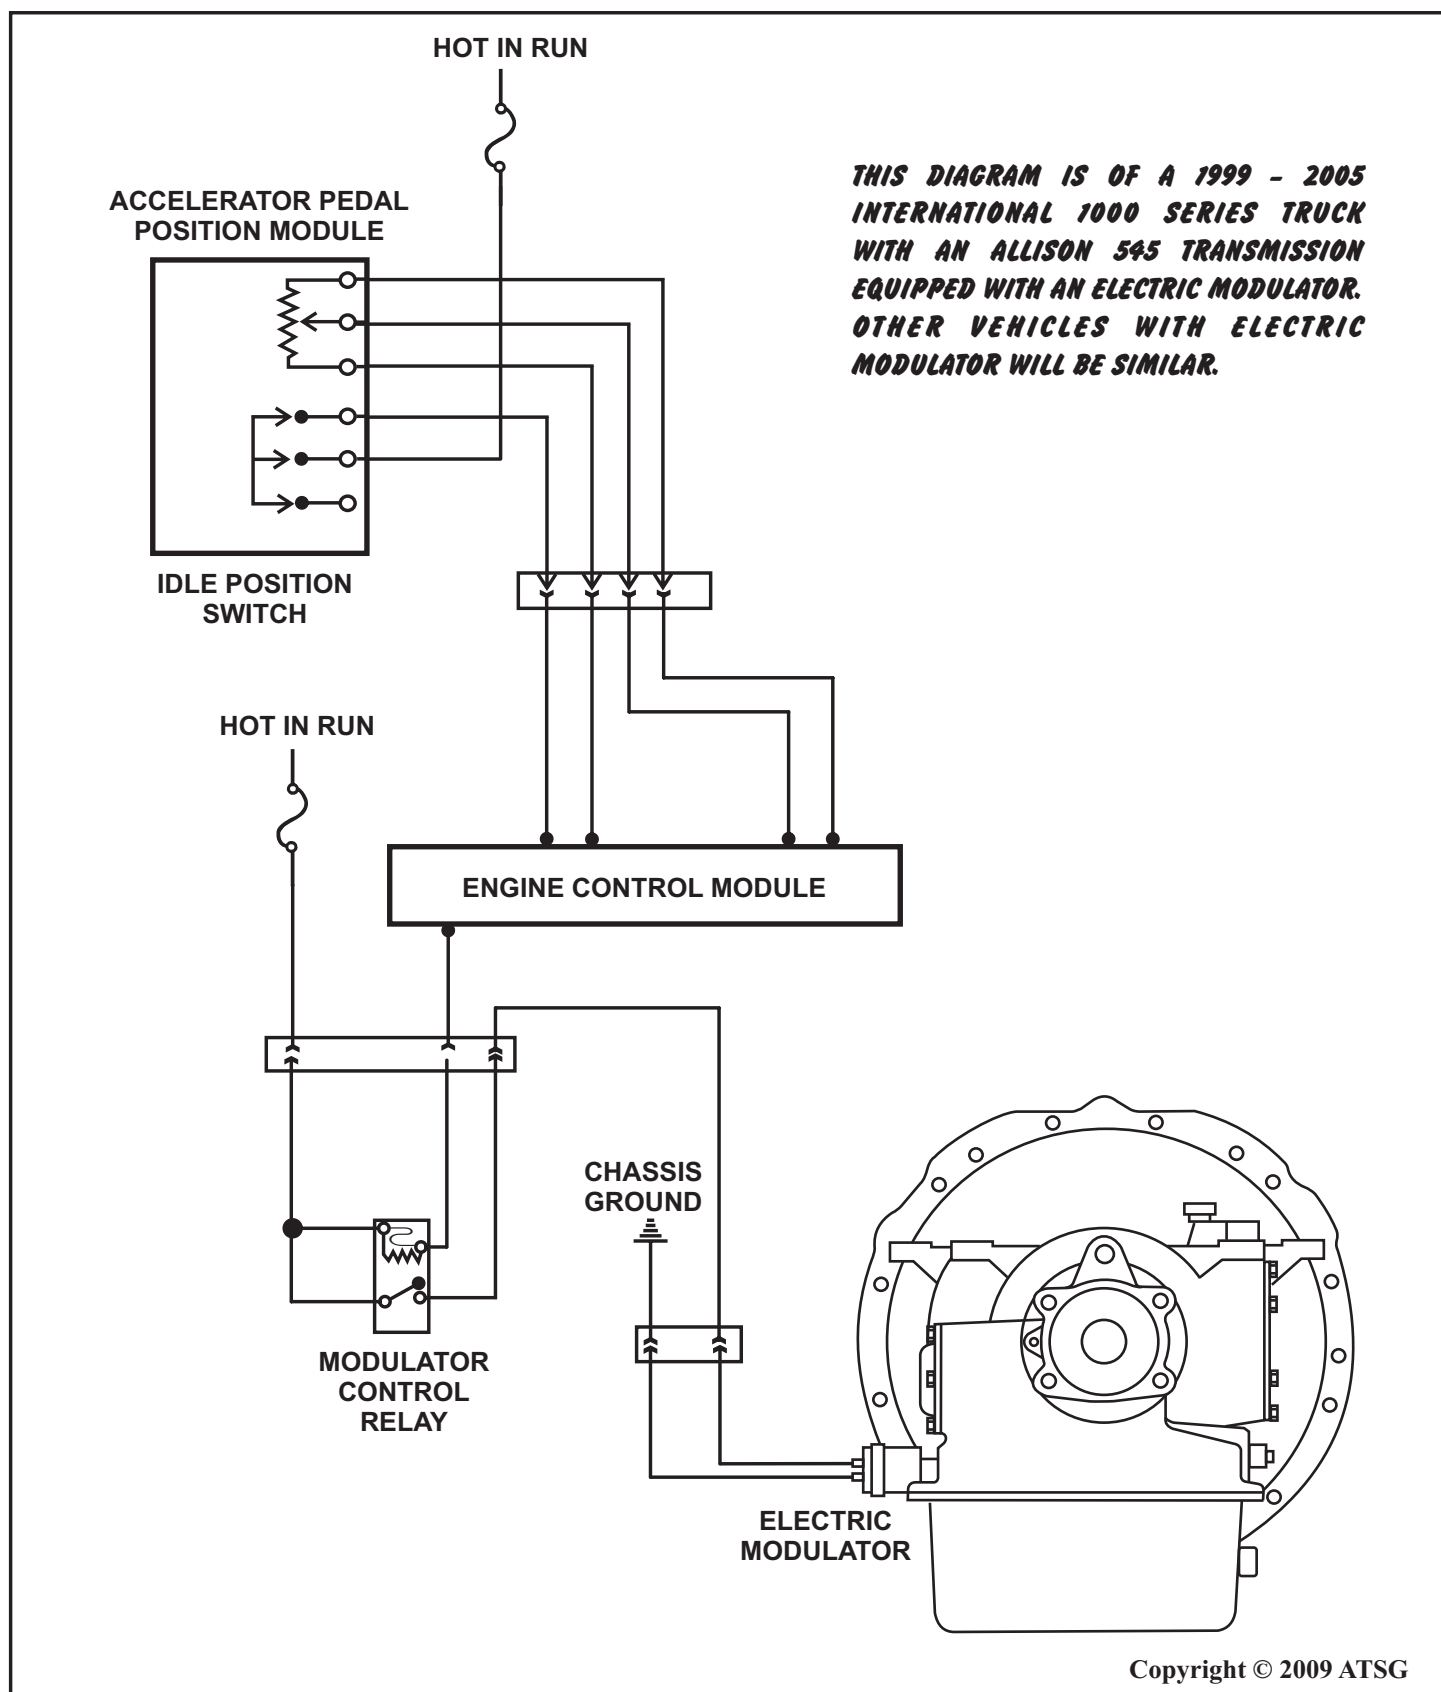 HOT IN RUN
THIS DIAGRAM IS OF A 1999 - 2005
INTERNATIONAL 1000 SERIES TRUCK
WITH AN ALLISON 545 TRANSMISSION
EQUIPPED WITH AN ELECTRIC MODULATOR.
OTHER VEHICLES WITH ELECTRIC
MODULATOR WILL BE SIMILAR.
ACCELERATOR PEDAL
POSITION MODULE
IDLE POSITION
SWITCH
HOT IN RUN
ENGINE CONTROL MODULE
CHASSIS
GROUND
MODULATOR
CONTROL
RELAY
ELECTRIC
MODULATOR
Copyright © 2009 ATSG